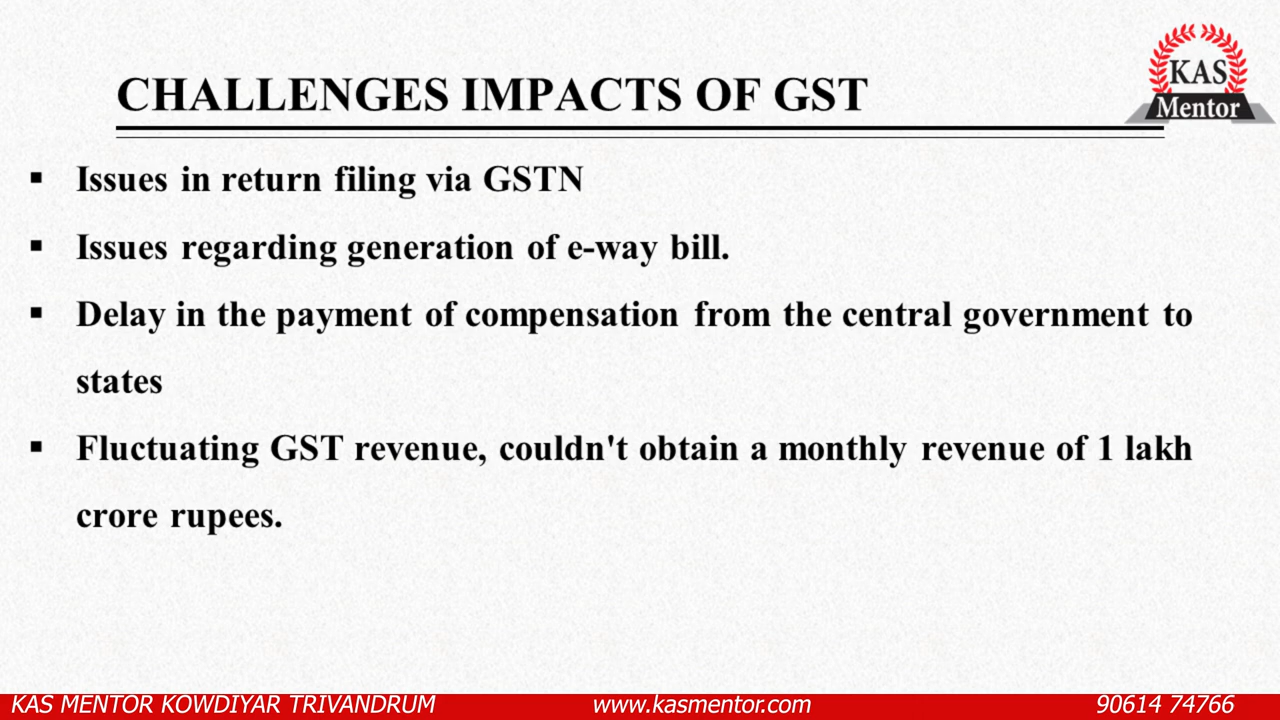 CHALLENGES IMPACTS OF GST
KAS
Mentor
▪ Issues in return filing via GSTN
▪ Issues regarding generation of e-way bill.
▪ Delay in the payment of compensation from the central government to
states
▪ Fluctuating GST revenue, couldn't obtain a monthly revenue of 1 lakh
crore rupees.
KAS MENTOR KOWDIYAR TRIVANDRUM www.kasmentor.com 90614 74766